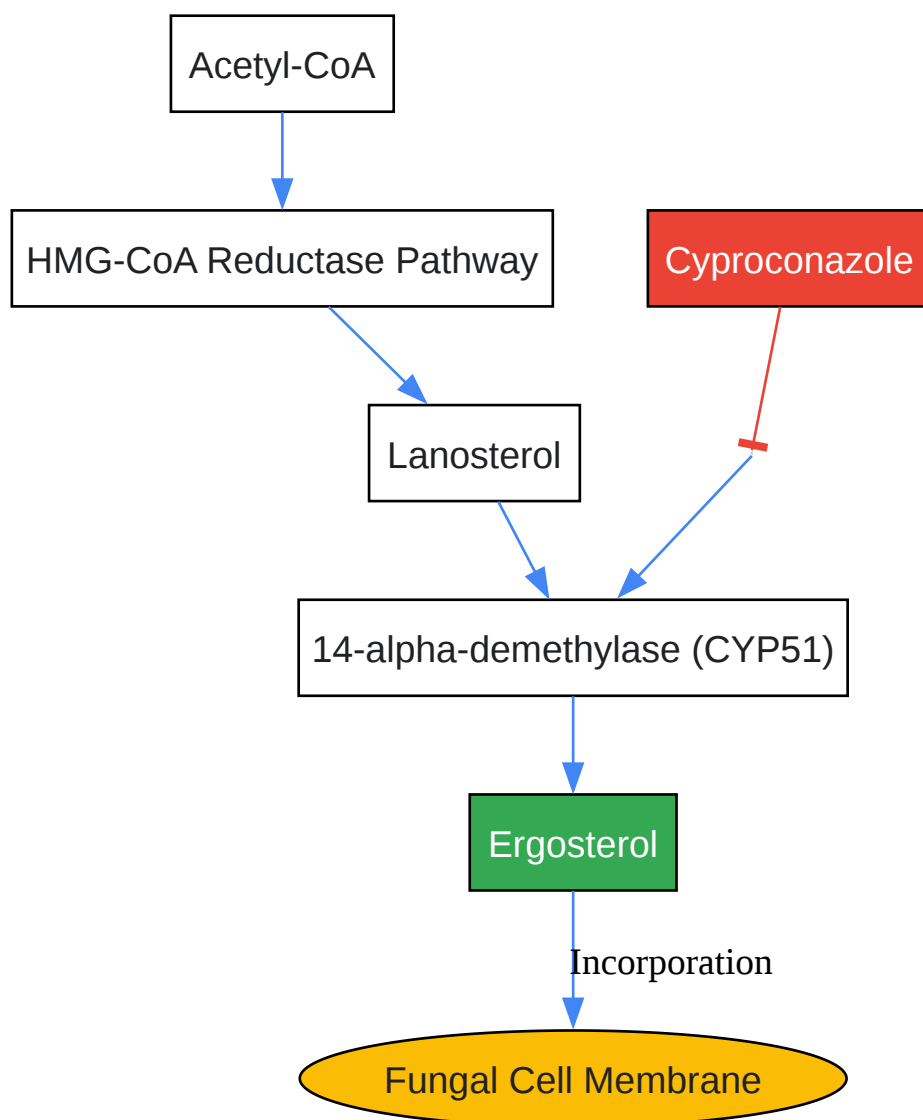 Acetyl-CoA
HMG-CoA Reductase Pathway
Cyproconazole
Lanosterol
14-alpha-demethylase (CYP51)
Ergosterol
Incorporation
Fungal Cell Membrane